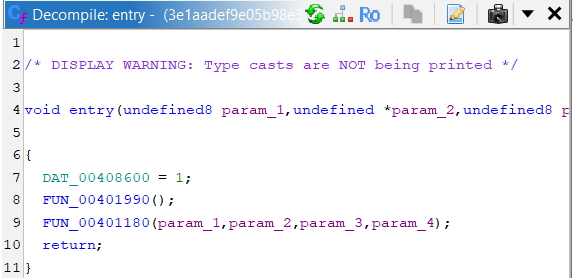 Decompile: entry - (3e1aadef9e05b98e
Ro
1
2 /* DISPLAY WARNING: Type casts are NOT being printed */
3
4 void entry(undefined8 param_1,undefined *param_2,undefined8 p
5
6 {
7 DAT_00408600 = 1;
8 FUN_00401990();
9 FUN_00401180(param_1,param_2,param_3,param_4);
10 return;
11 }